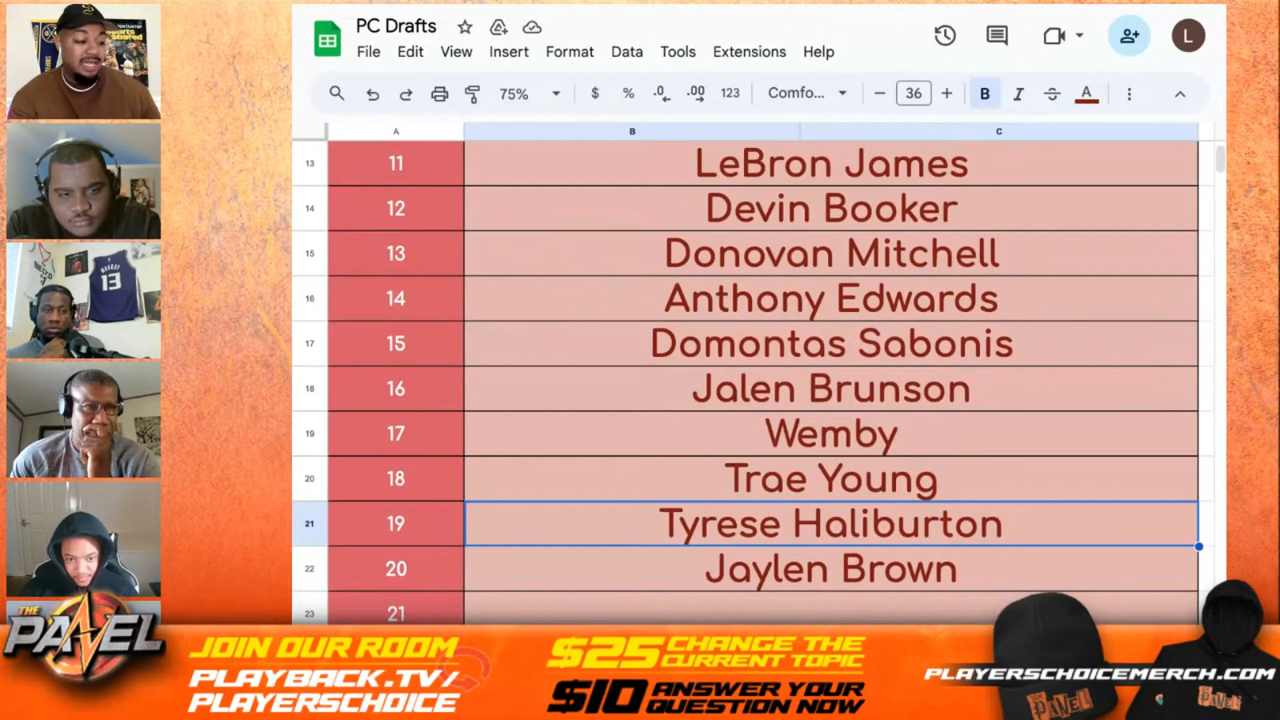 PC Drafts
File Edit View Insert Format Data Tools Extensions Help
L
75% $ % .0 .00 123 Comfo... − 36 + B I A
A B C
13 11 LeBron James
14 12 Devin Booker
15 13 Donovan Mitchell
16 14 Anthony Edwards
17 15 Domontas Sabonis
18 16 Jalen Brunson
19 17 Wemby
20 18 Trae Young
21 19 Tyrese Haliburton
22 20 Jaylen Brown
23 21
13
THE PANEL
JOIN OUR ROOM
PLAYBACK.TV/
PLAYERSCHOICE
$25 CHANGE THE
CURRENT TOPIC
$10 ANSWER YOUR
QUESTION NOW
PLAYERSCHOICEMERCH.COM
PANEL
PANEL